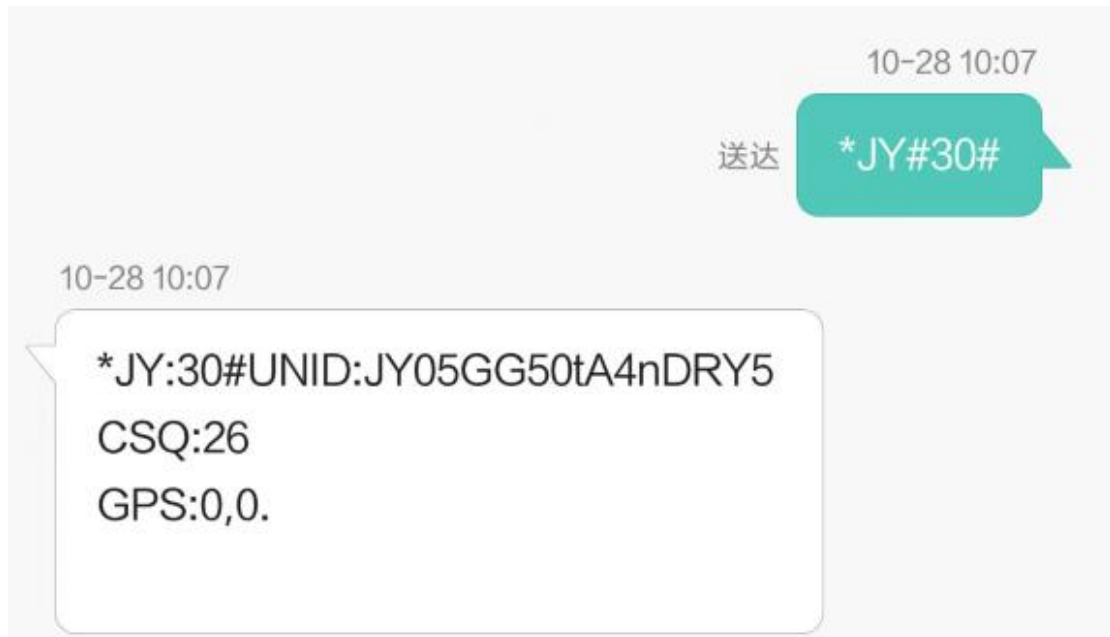 10-28 10:07
送达
*JY#30#
10-28 10:07
*JY:30#UNID:JY05GG50tA4nDRY5
CSQ:26
GPS:0,0.